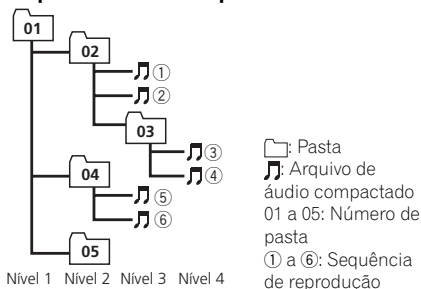 01
02
①
②
03
③
④
04
⑤
⑥
05
Nível 1 Nível 2 Nível 3 Nível 4
: Pasta
: Arquivo de
áudio compactado
01 a 05: Número de
pasta
① a ⑥: Sequência
de reprodução